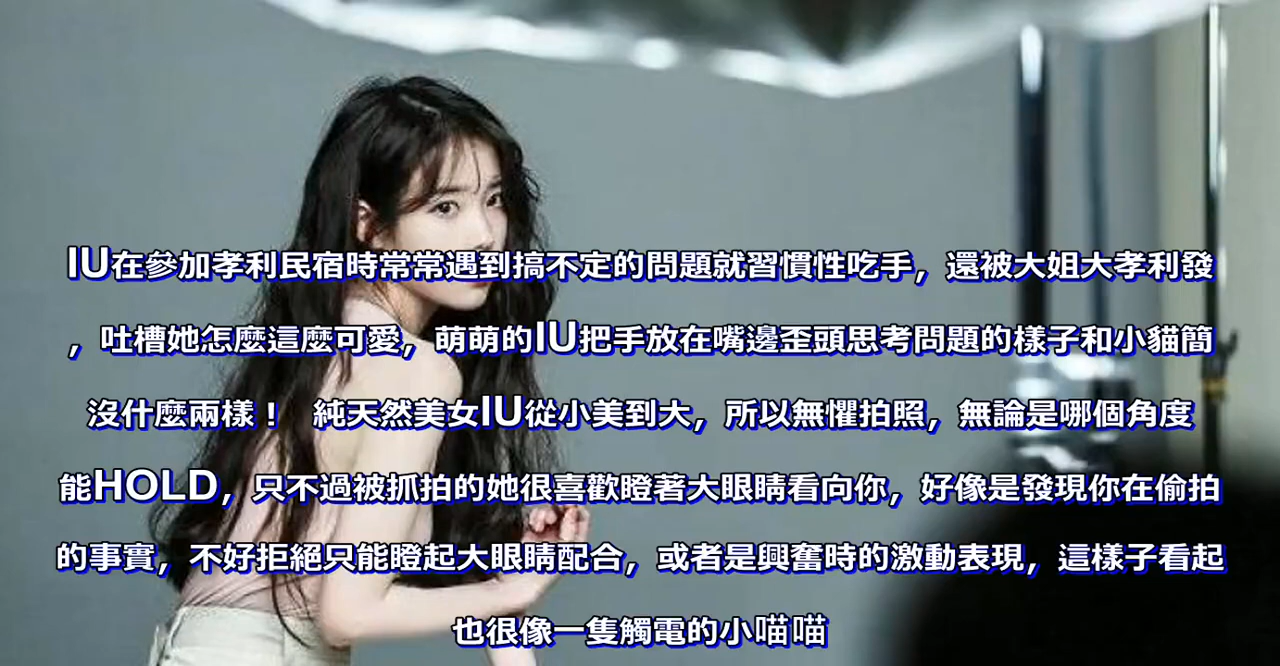 IU在參加孝利民宿時常常遇到搞不定的問題就習慣性吃手，還被大姐大孝利發
，吐槽她怎麼這麼可愛，萌萌的IU把手放在嘴邊歪頭思考問題的樣子和小貓簡
沒什麼兩樣！ 純天然美女IU從小美到大，所以無懼拍照，無論是哪個角度
能HOLD，只不過被抓拍的她很喜歡瞪著大眼睛看向你，好像是發現你在偷拍
的事實，不好拒絕只能瞪起大眼睛配合，或者是興奮時的激動表現，這樣子看起
也很像一隻觸電的小喵喵